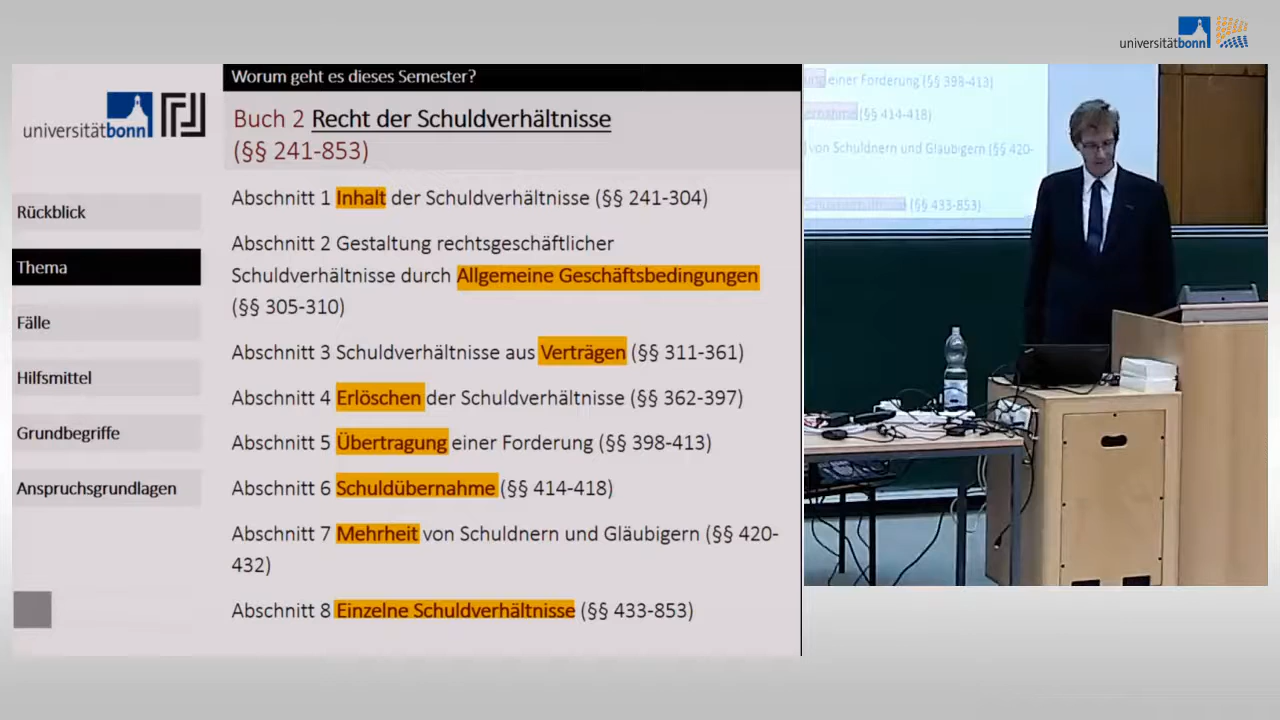 universitätbonn
Worum geht es dieses Semester?
universitätbonn
Buch 2 Recht der Schuldverhältnisse
(§§ 241-853)
Rückblick
Thema
Fälle
Hilfsmittel
Grundbegriffe
Anspruchsgrundlagen
Abschnitt 1 Inhalt der Schuldverhältnisse (§§ 241-304)
Abschnitt 2 Gestaltung rechtsgeschäftlicher
Schuldverhältnisse durch Allgemeine Geschäftsbedingungen
(§§ 305-310)
Abschnitt 3 Schuldverhältnisse aus Verträgen (§§ 311-361)
Abschnitt 4 Erlöschen der Schuldverhältnisse (§§ 362-397)
Abschnitt 5 Übertragung einer Forderung (§§ 398-413)
Abschnitt 6 Schuldübernahme (§§ 414-418)
Abschnitt 7 Mehrheit von Schuldnern und Gläubigern (§§ 420-
432)
Abschnitt 8 Einzelne Schuldverhältnisse (§§ 433-853)
einer Forderung (§§ 398-413)
(§§ 414-418)
von Schuldnern und Gläubigern (§§ 420-
(§§ 433-853)